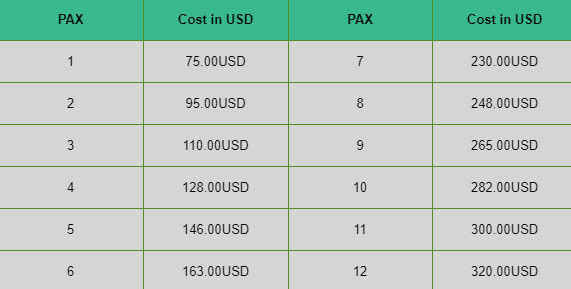 PAX Cost in USD PAX Cost in USD
1 75.00USD 7 230.00USD
2 95.00USD 8 248.00USD
3 110.00USD 9 265.00USD
4 128.00USD 10 282.00USD
5 146.00USD 11 300.00USD
6 163.00USD 12 320.00USD